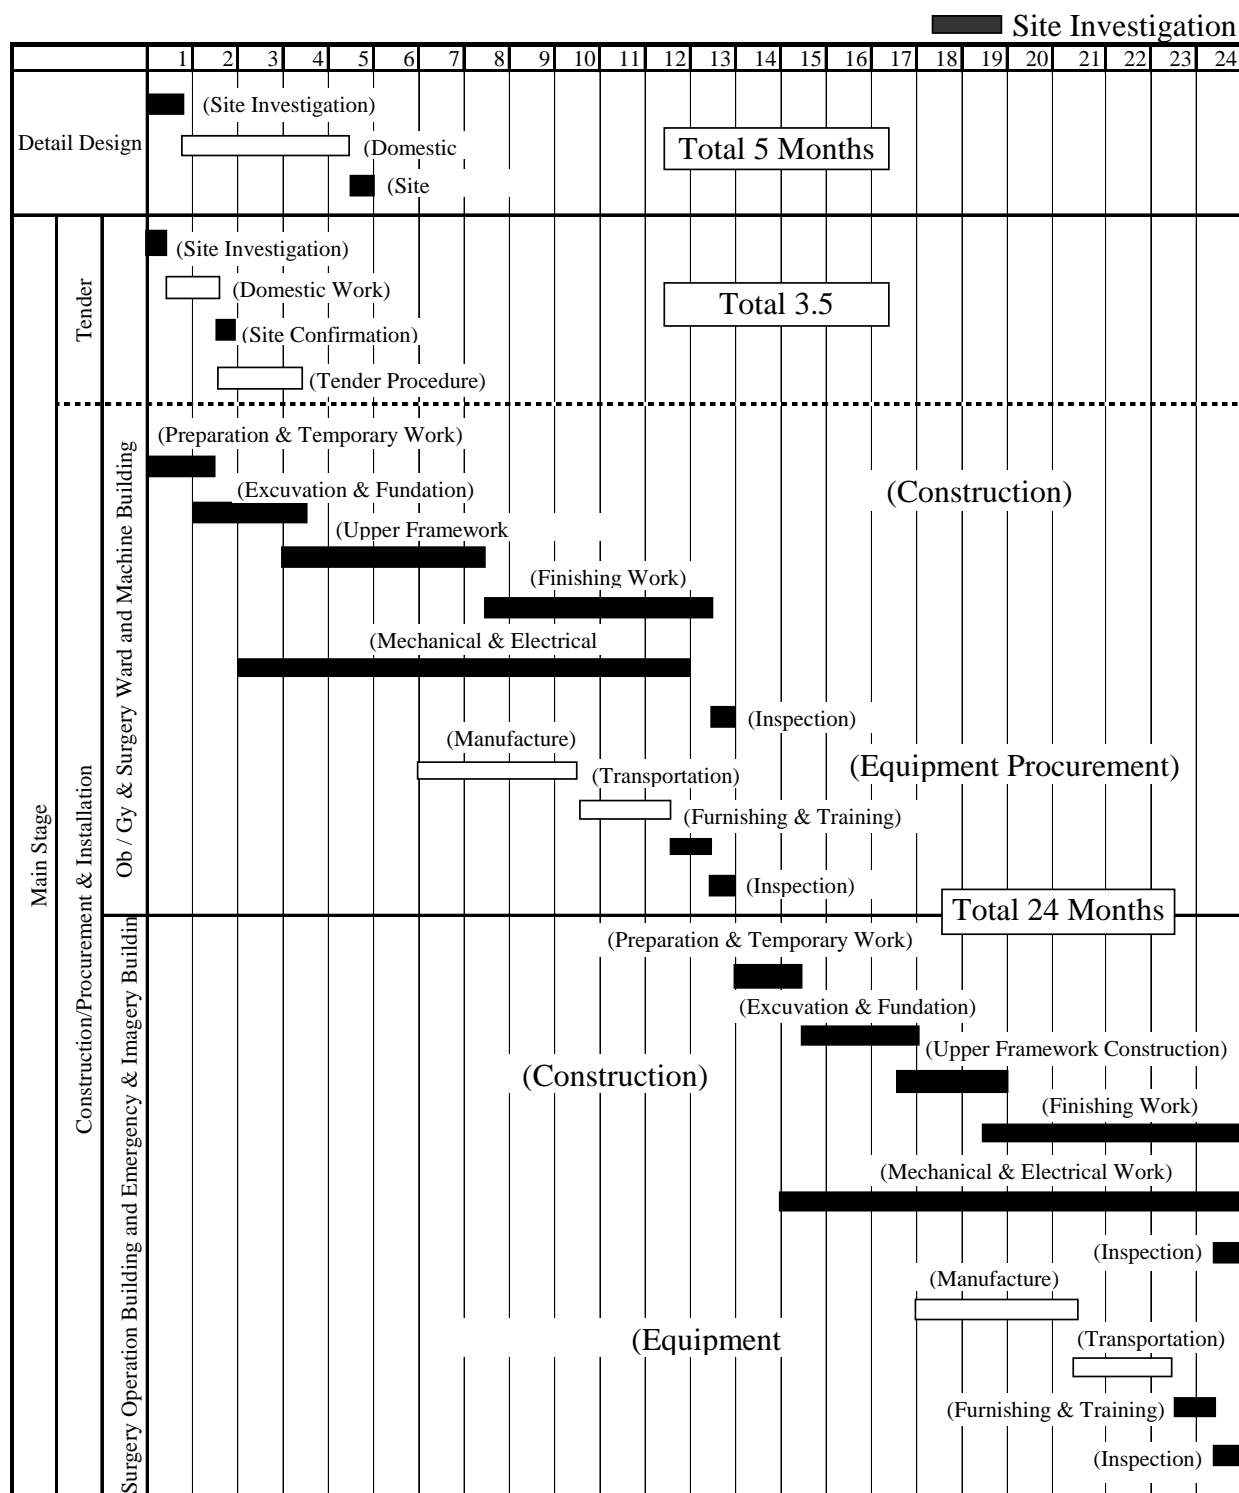 Site Investigation
1 2 3 4 5 6 7 8 9 10 11 12 13 14 15 16 17 18 19 20 21 22 23 24
Detail Design
(Site Investigation)
(Domestic
(Site
Total 5 Months
Main Stage
Tender
(Site Investigation)
(Domestic Work)
(Site Confirmation)
(Tender Procedure)
Total 3.5
Construction/Procurement & Installation
Ob / Gy & Surgery Ward and Machine Building
(Preparation & Temporary Work)
(Excuvation & Fundation)
(Construction)
(Upper Framework
(Finishing Work)
(Mechanical & Electrical
(Inspection)
(Manufacture)
(Equipment Procurement)
(Transportation)
(Furnishing & Training)
(Inspection)
Total 24 Months
Surgery Operation Building and Emergency & Imagery Buildin
(Preparation & Temporary Work)
(Excuvation & Fundation)
(Upper Framework Construction)
(Construction)
(Finishing Work)
(Mechanical & Electrical Work)
(Inspection)
(Manufacture)
(Equipment
(Transportation)
(Furnishing & Training)
(Inspection)